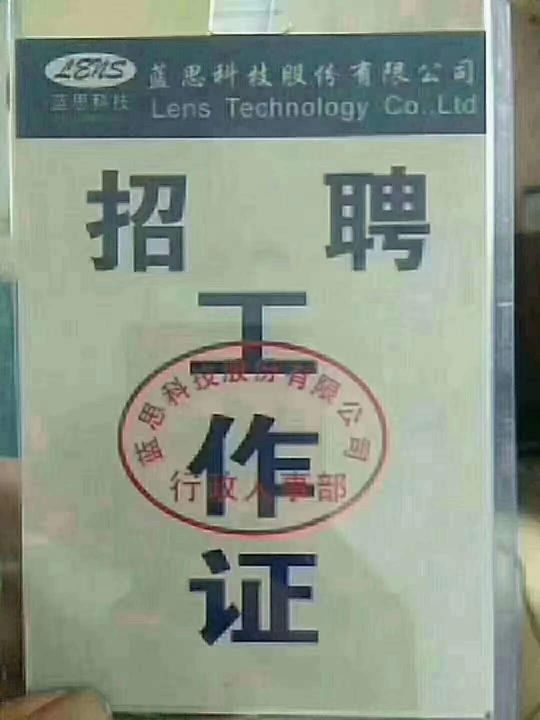 LENS
蓝思科技
蓝思科技股份有限公司
Lens Technology Co.,Ltd
招聘
工
作
证
蓝思科技股份有限公司
行政人事部